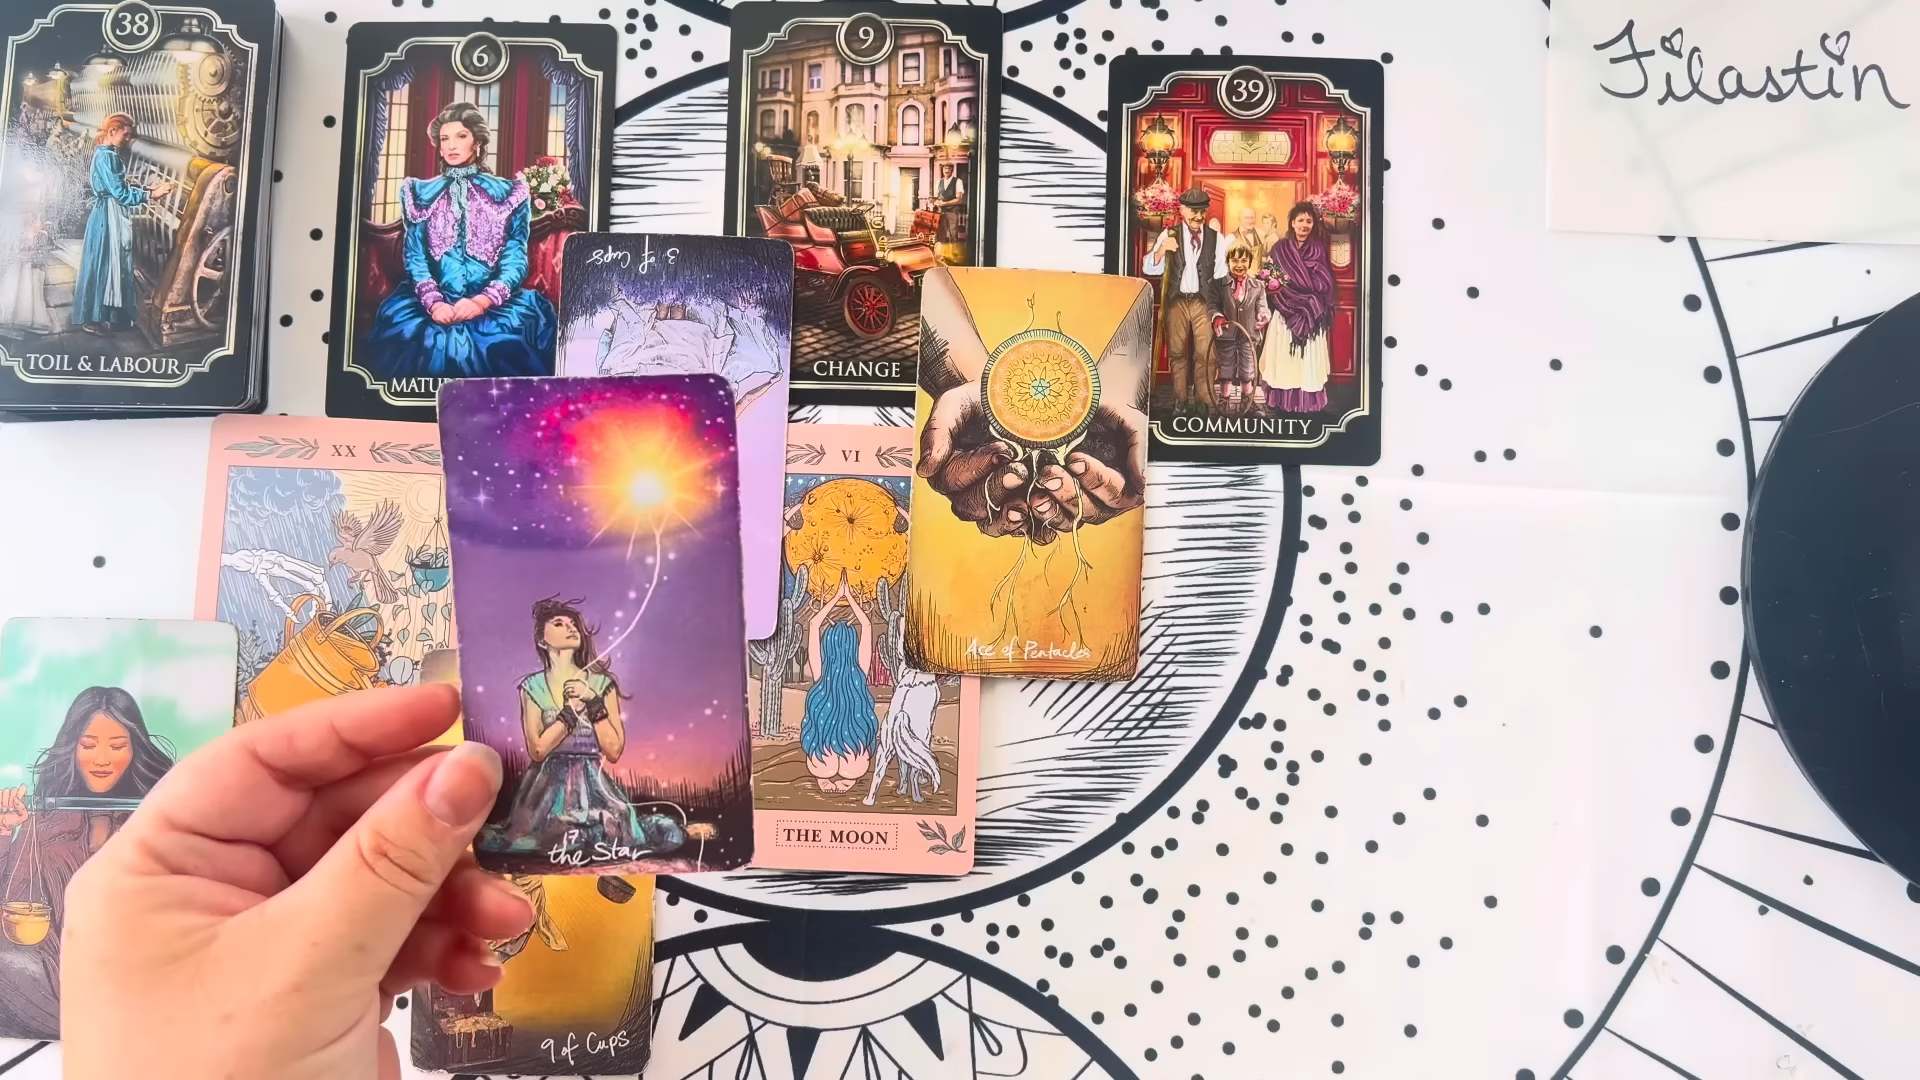 38
TOIL & LABOUR
6
MATU
9
CHANGE
39
COMMUNITY
Filastin
3 of Cups
XX
VI
Ace of Pentacles
17
the Star
THE MOON
9 of Cups